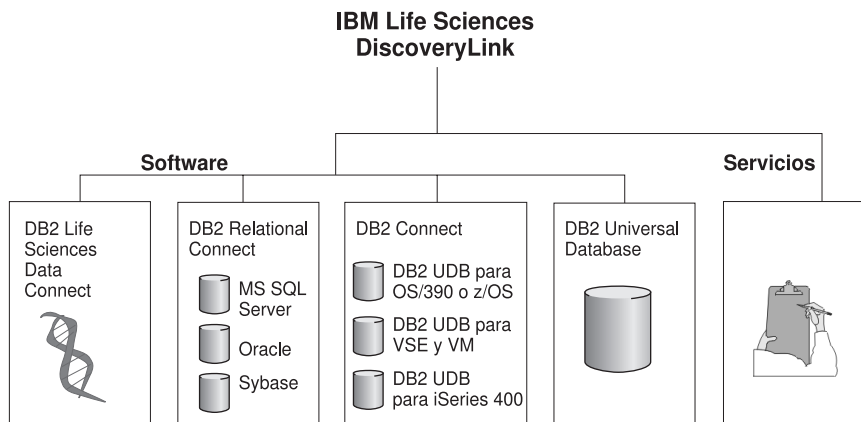 IBM Life Sciences
DiscoveryLink
Software
Servicios
DB2 Life
Sciences
Data
Connect
DB2 Relational
Connect
MS SQL
Server
Oracle
Sybase
DB2 Connect
DB2 UDB para
OS/390 o z/OS
DB2 UDB para
VSE y VM
DB2 UDB
para iSeries 400
DB2 Universal
Database